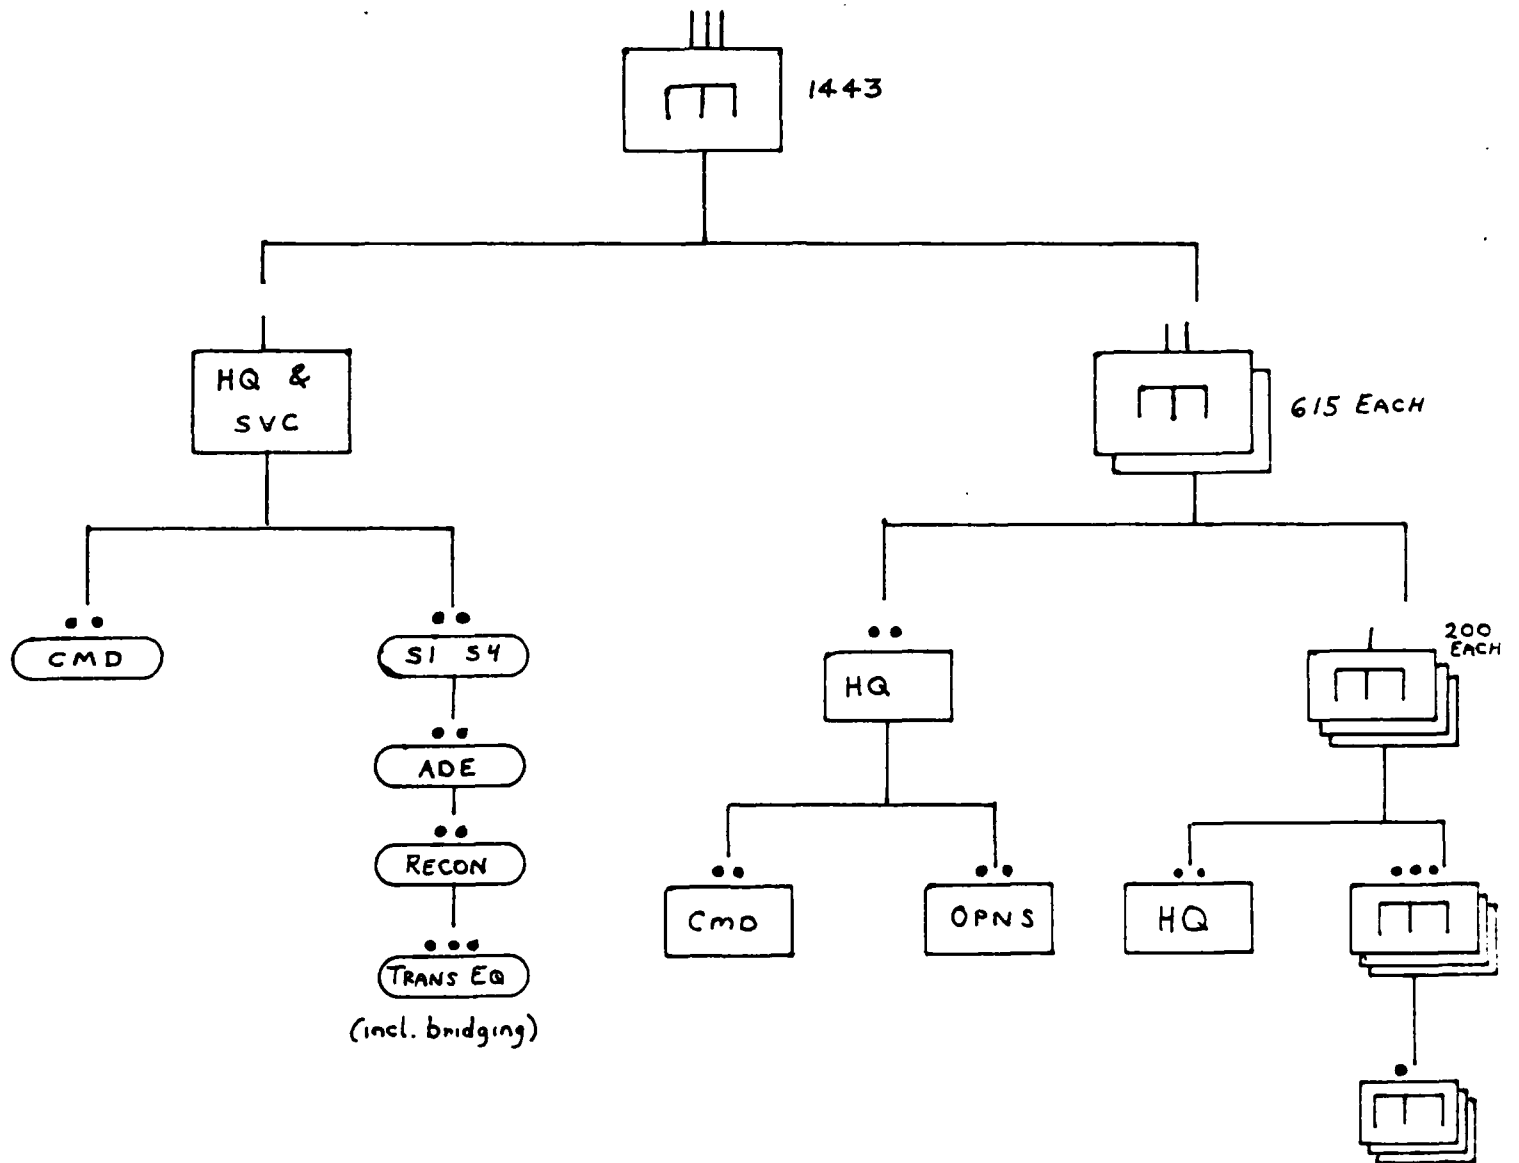 1443
HQ &
SVC
615 EACH
CMD
S1 S4
HQ
200
EACH
ADE
RECON
CMD
OPNS
HQ
TRANS EQ
(incl. bridging)